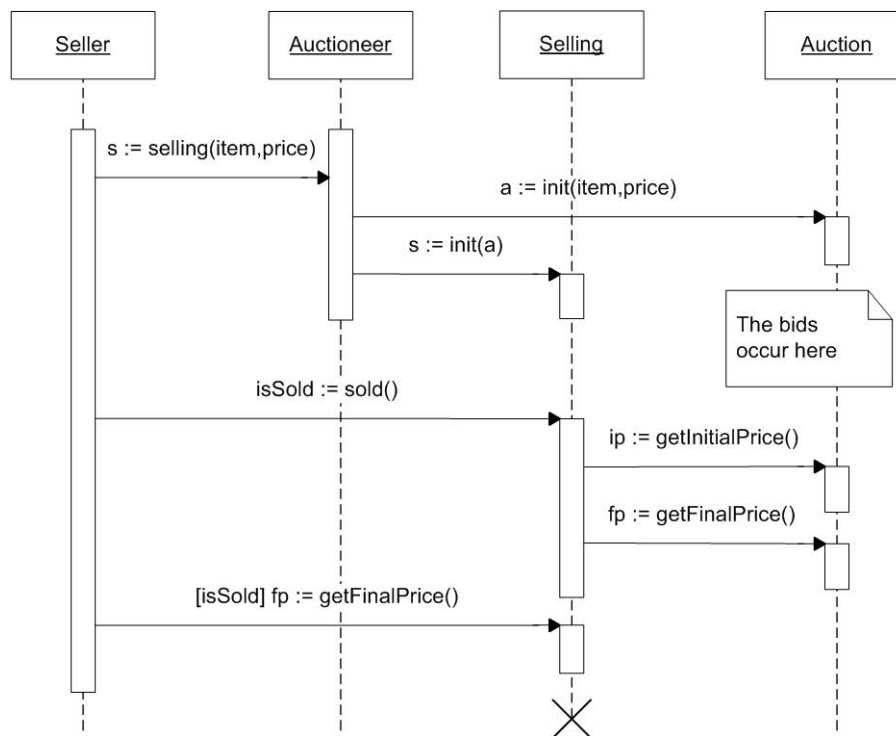 Seller
Auctioneer
Selling
Auction
s := selling(item,price)
a := init(item,price)
s := init(a)
The bids
occur here
isSold := sold()
ip := getInitialPrice()
fp := getFinalPrice()
[isSold] fp := getFinalPrice()